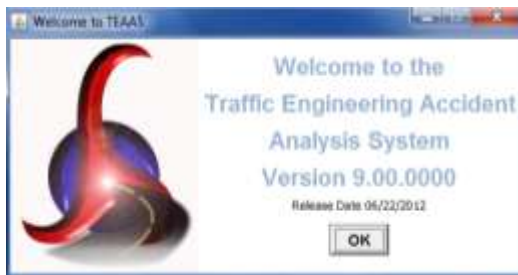 Welcome to TEAAS
Welcome to the
Traffic Engineering Accident
Analysis System
Version 9.00.0000
Release Date 06/22/2012
OK